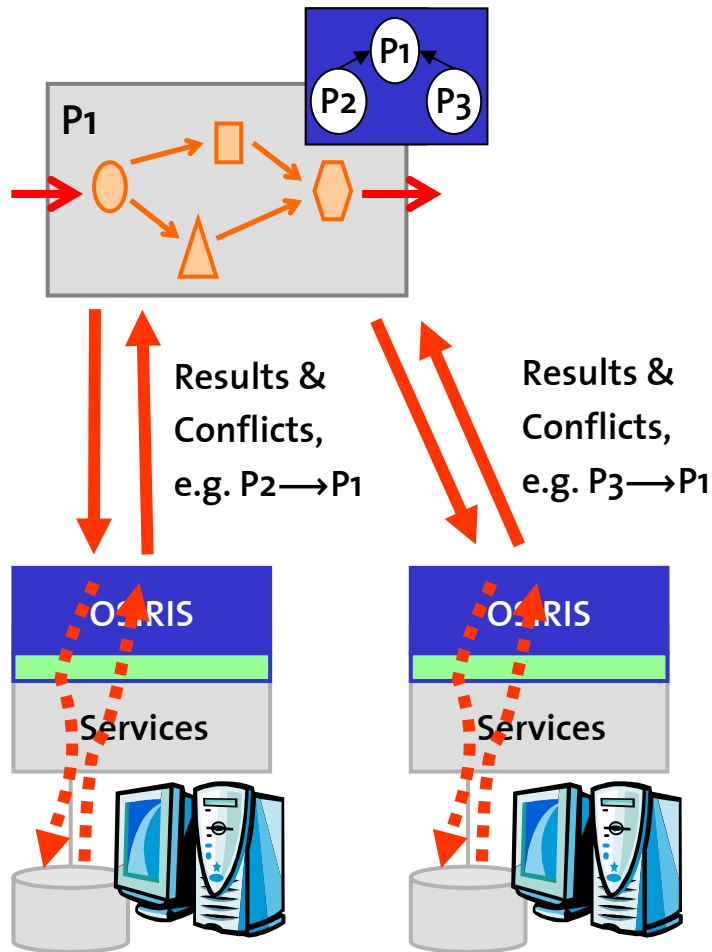 P1
P2
P3
P1
Results &
Conflicts,
e.g. P2→P1
Results &
Conflicts,
e.g. P3→P1
OSIRIS
Services
OSIRIS
Services